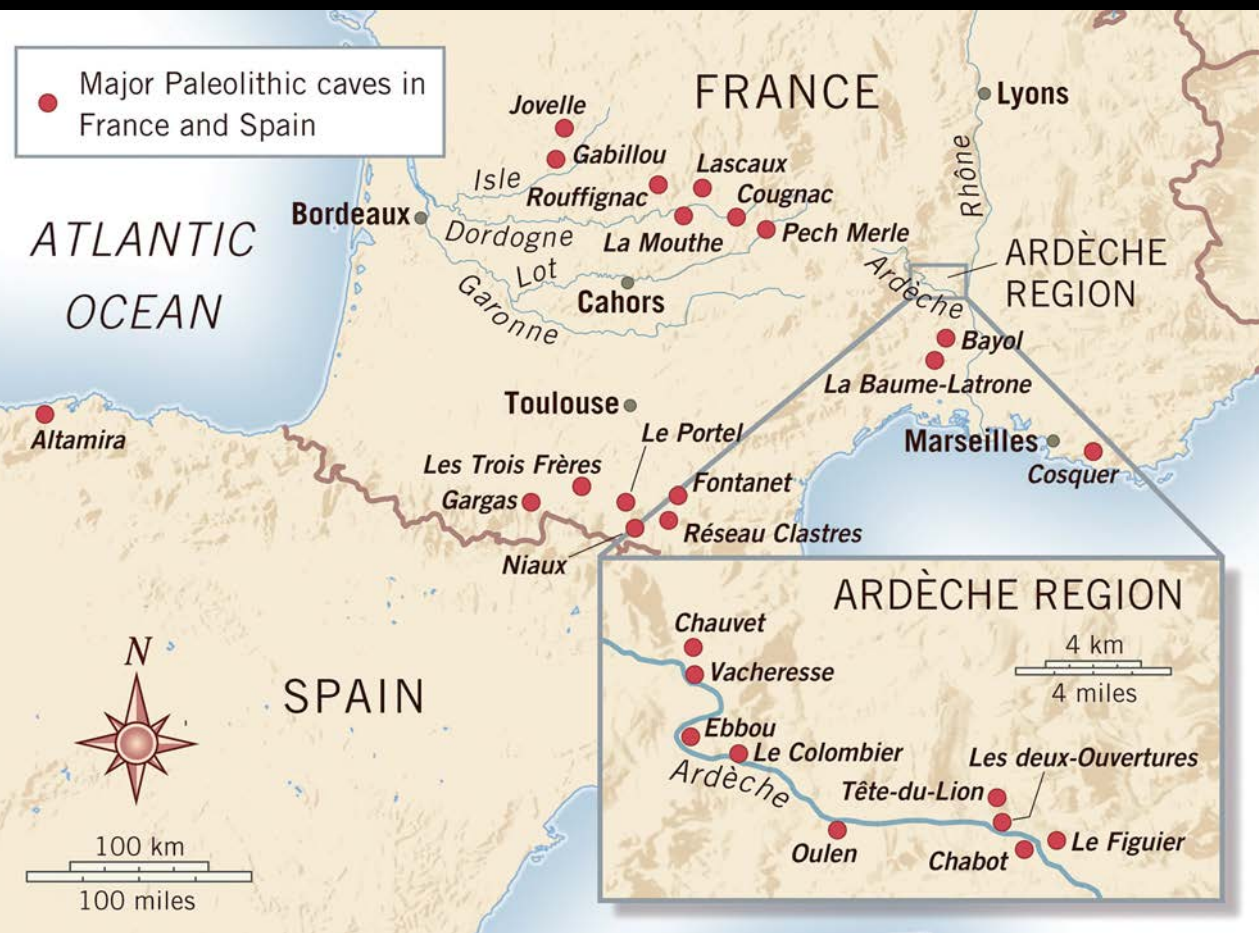 Major Paleolithic caves in
France and Spain
FRANCE
Lyons
Jovelle
Gabillou
Isle
Rouffignac
Lascaux
Cougnac
Rhône
Bordeaux
Dordogne
La Mouthe
Pech Merle
ATLANTIC
OCEAN
Lot
Cahors
Garonne
Ardèche
ARDÈCHE
REGION
Bayol
La Baume-Latrone
Altamira
Toulouse
Le Portel
Marseilles
Cosquer
Les Trois Frères
Gargas
Fontanet
Réseau Clastres
Niaux
SPAIN
N
100 km
100 miles
ARDÈCHE REGION
4 km
4 miles
Chauvet
Vacheresse
Ebbou
Le Colombier
Ardèche
Les deux-Ouvertures
Tête-du-Lion
Oulen
Chabot
Le Figuier